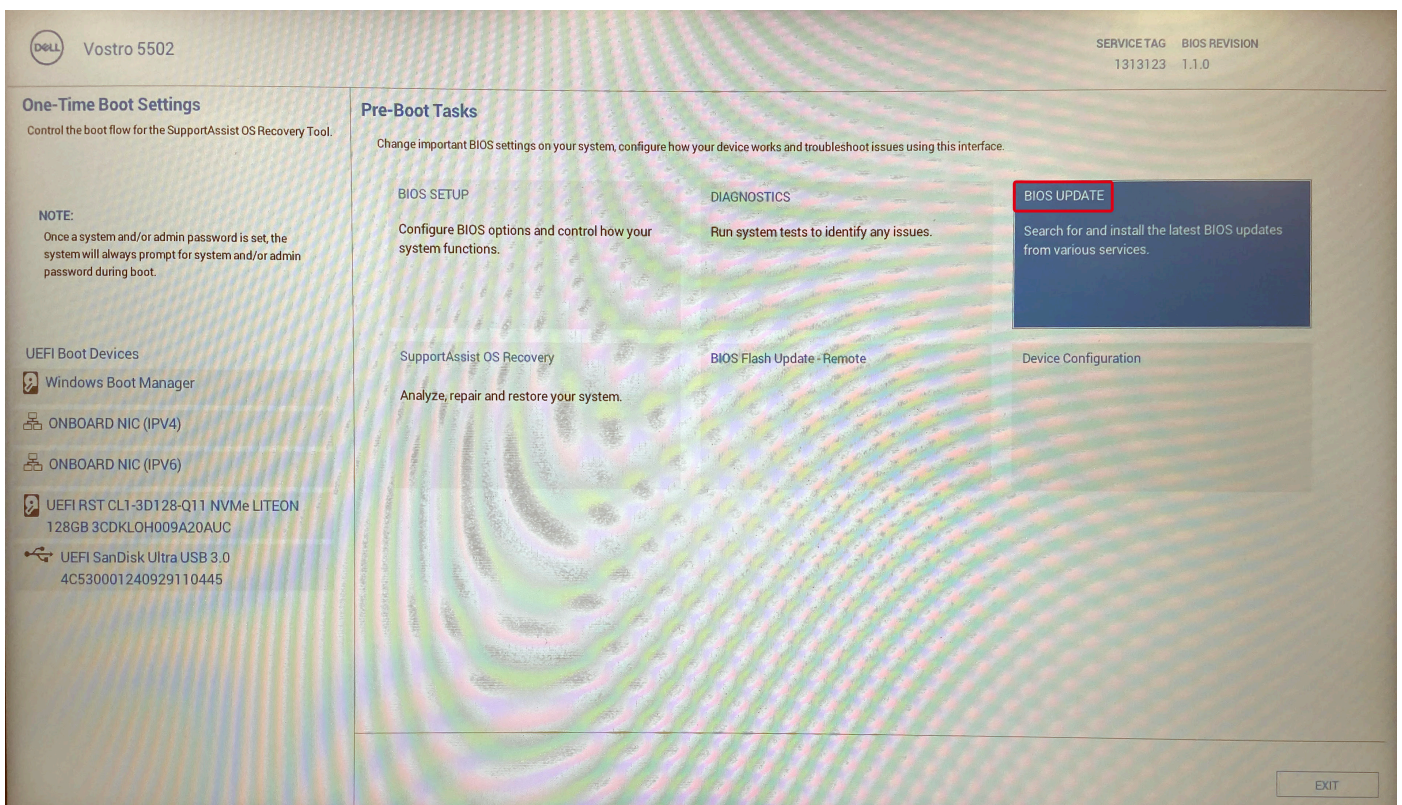 DELL
Vostro 5502
SERVICE TAG BIOS REVISION
1313123 1.1.0
One-Time Boot Settings
Control the boot flow for the SupportAssist OS Recovery Tool.
NOTE:
Once a system and/or admin password is set, the
system will always prompt for system and/or admin
password during boot.
UEFI Boot Devices
Windows Boot Manager
ONBOARD NIC (IPV4)
ONBOARD NIC (IPV6)
UEFI RST CL1-3D128-Q11 NVMe LITEON
128GB 3CDKLOH009A20AUC
UEFI SanDisk Ultra USB 3.0
4C530001240929110445
Pre-Boot Tasks
Change important BIOS settings on your system, configure how your device works and troubleshoot issues using this interface.
BIOS SETUP
Configure BIOS options and control how your
system functions.
DIAGNOSTICS
Run system tests to identify any issues.
BIOS UPDATE
Search for and install the latest BIOS updates
from various services.
SupportAssist OS Recovery
Analyze, repair and restore your system.
BIOS Flash Update - Remote
Device Configuration
EXIT